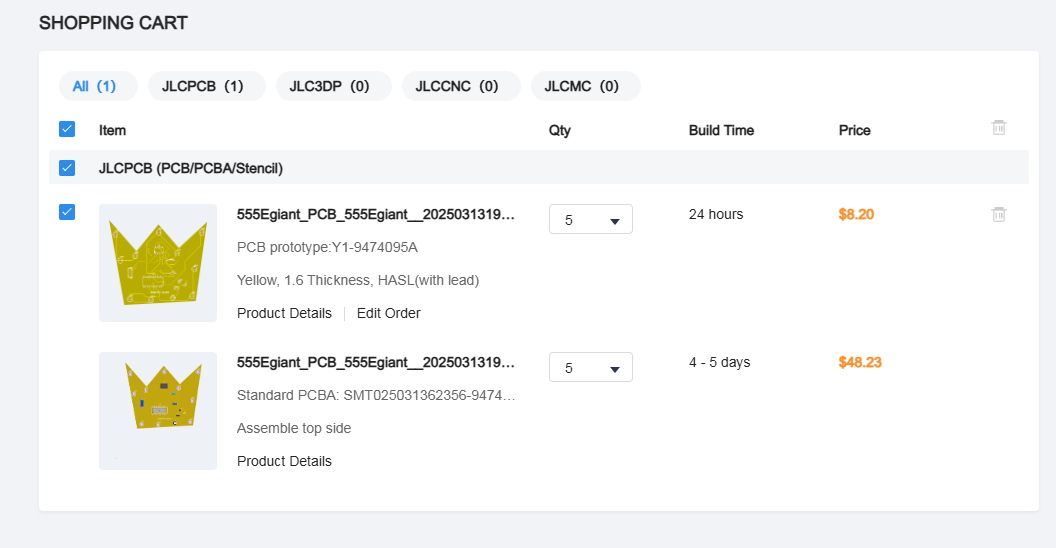 SHOPPING CART
All (1) JLCPCB (1) JLC3DP (0) JLCCNC (0) JLCMC (0)
Item Qty Build Time Price
JLCPCB (PCB/PCBA/Stencil)
555Egiant_PCB_555Egiant__2025031319... 5 24 hours $8.20
PCB prototype:Y1-9474095A
Yellow, 1.6 Thickness, HASL(with lead)
Product Details Edit Order
555Egiant_PCB_555Egiant__2025031319... 5 4 - 5 days $48.23
Standard PCBA: SMT025031362356-9474...
Assemble top side
Product Details